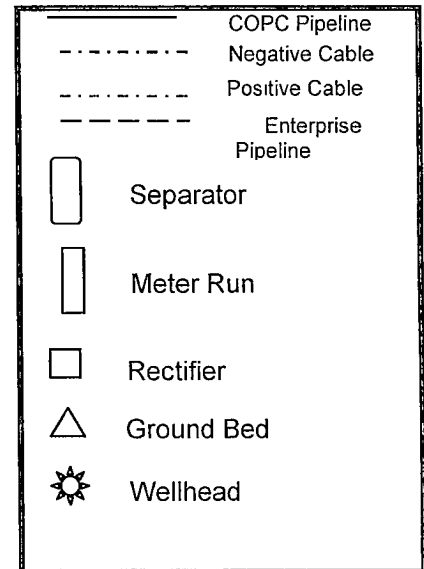 COPC Pipeline
Negative Cable
Positive Cable
Enterprise
Pipeline
Separator
Meter Run
Rectifier
Ground Bed
Wellhead